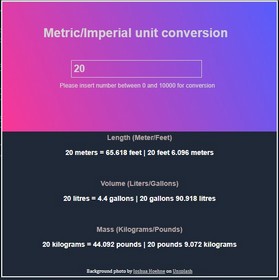 Metric/Imperial unit conversion
20
Please insert number between 0 and 10000 for conversion
Length (Meter/Feet)
20 meters = 65.618 feet | 20 feet 6.096 meters
Volume (Liters/Gallons)
20 litres = 4.4 gallons | 20 gallons 90.918 litres
Mass (Kilograms/Pounds)
20 kilograms = 44.092 pounds | 20 pounds 9.072 kilograms
Background photo by Joshua Hoehne on Unsplash